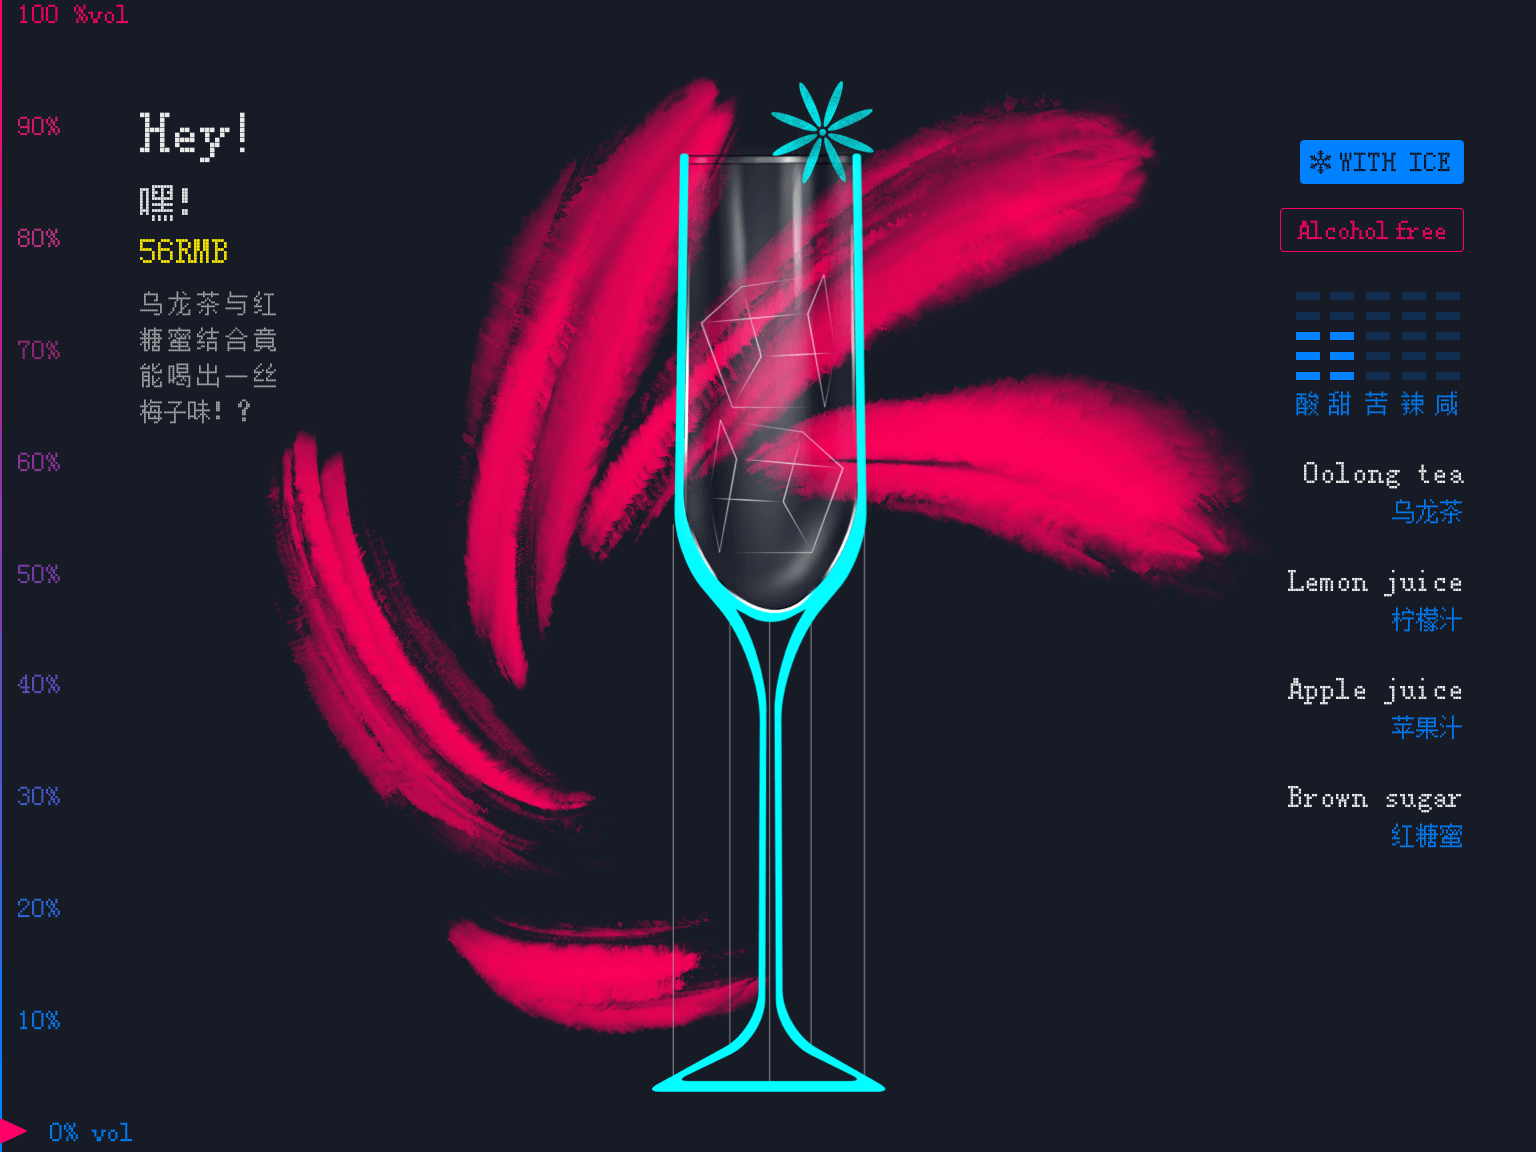 100 %vol
90%
80%
70%
60%
50%
40%
30%
20%
10%
0% vol
Hey!
嘿!
56RMB
乌龙茶与红
糖蜜结合竟
能喝出一丝
梅子味!?
WITH ICE
Alcohol free
酸 甜 苦 辣 咸
Oolong tea
乌龙茶
Lemon juice
柠檬汁
Apple juice
苹果汁
Brown sugar
红糖蜜